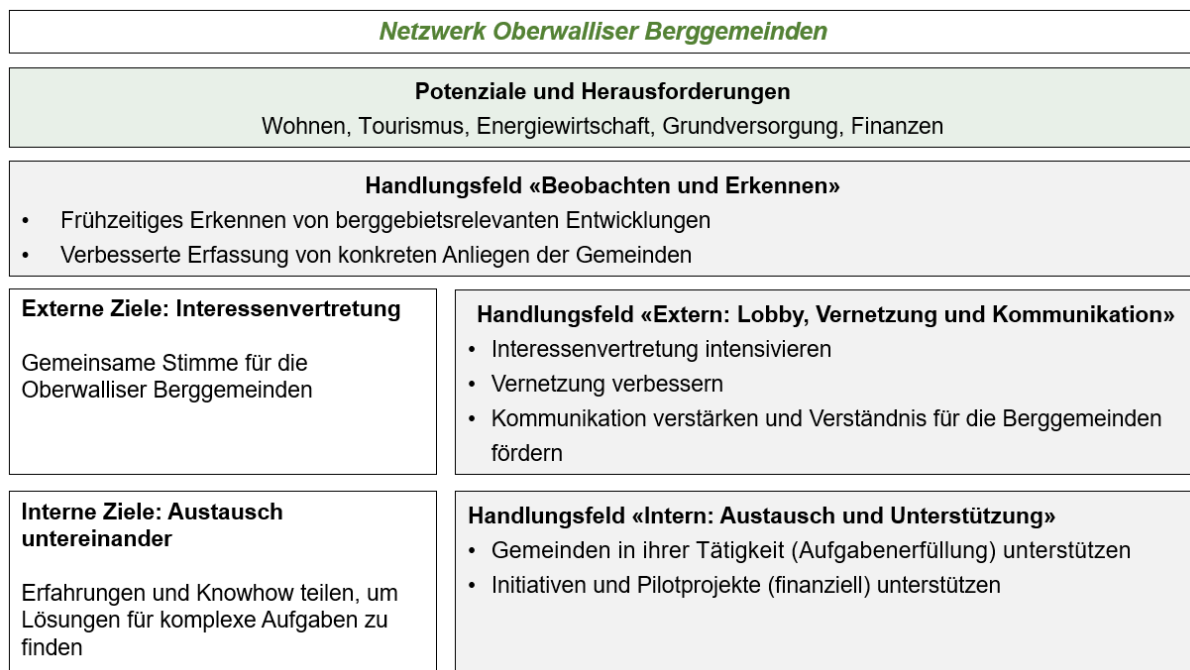 Netzwerk Oberwalliser Berggemeinden
Potenziale und Herausforderungen
Wohnen, Tourismus, Energiewirtschaft, Grundversorgung, Finanzen
Handlungsfeld «Beobachten und Erkennen»
• Frühzeitiges Erkennen von berggebietsrelevanten Entwicklungen
• Verbesserte Erfassung von konkreten Anliegen der Gemeinden
Externe Ziele: Interessenvertretung
Gemeinsame Stimme für die
Oberwalliser Berggemeinden
Handlungsfeld «Extern: Lobby, Vernetzung und Kommunikation»
• Interessenvertretung intensivieren
• Vernetzung verbessern
• Kommunikation verstärken und Verständnis für die Berggemeinden
fördern
Interne Ziele: Austausch
untereinander
Erfahrungen und Knowhow teilen, um
Lösungen für komplexe Aufgaben zu
finden
Handlungsfeld «Intern: Austausch und Unterstützung»
• Gemeinden in ihrer Tätigkeit (Aufgabenerfüllung) unterstützen
• Initiativen und Pilotprojekte (finanziell) unterstützen